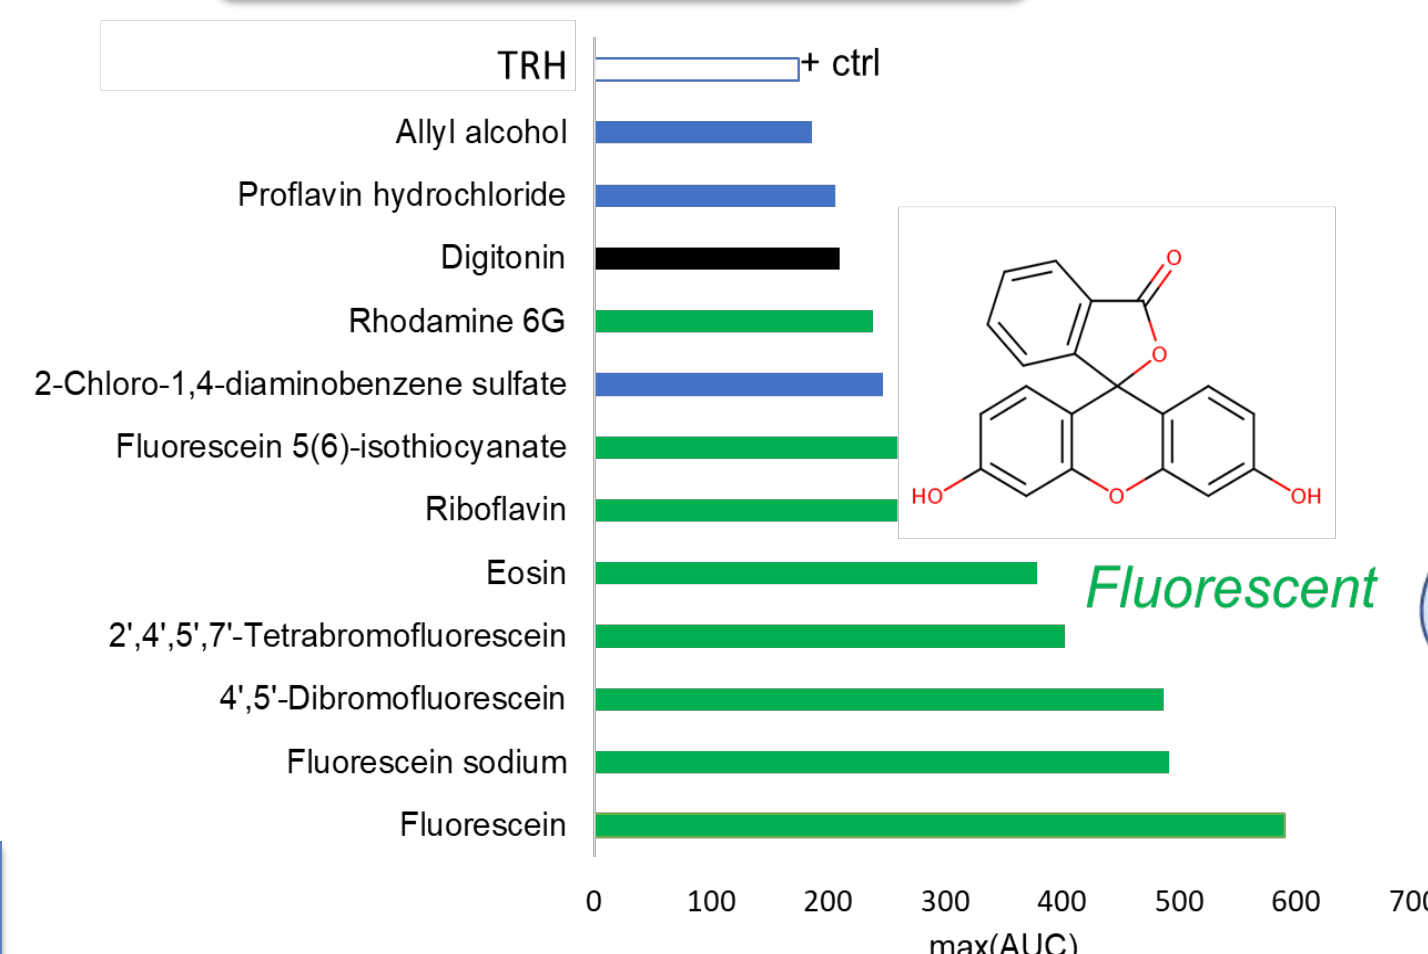 TRH
+ ctrl
Allyl alcohol
Proflavin hydrochloride
Digitonin
Rhodamine 6G
2-Chloro-1,4-diaminobenzene sulfate
Fluorescein 5(6)-isothiocyanate
Riboflavin
Eosin
2',4',5',7'-Tetrabromofluorescein
4',5'-Dibromofluorescein
Fluorescein sodium
Fluorescein
O
O
HO
O
OH
Fluorescent
0 100 200 300 400 500 600
max(AUC)